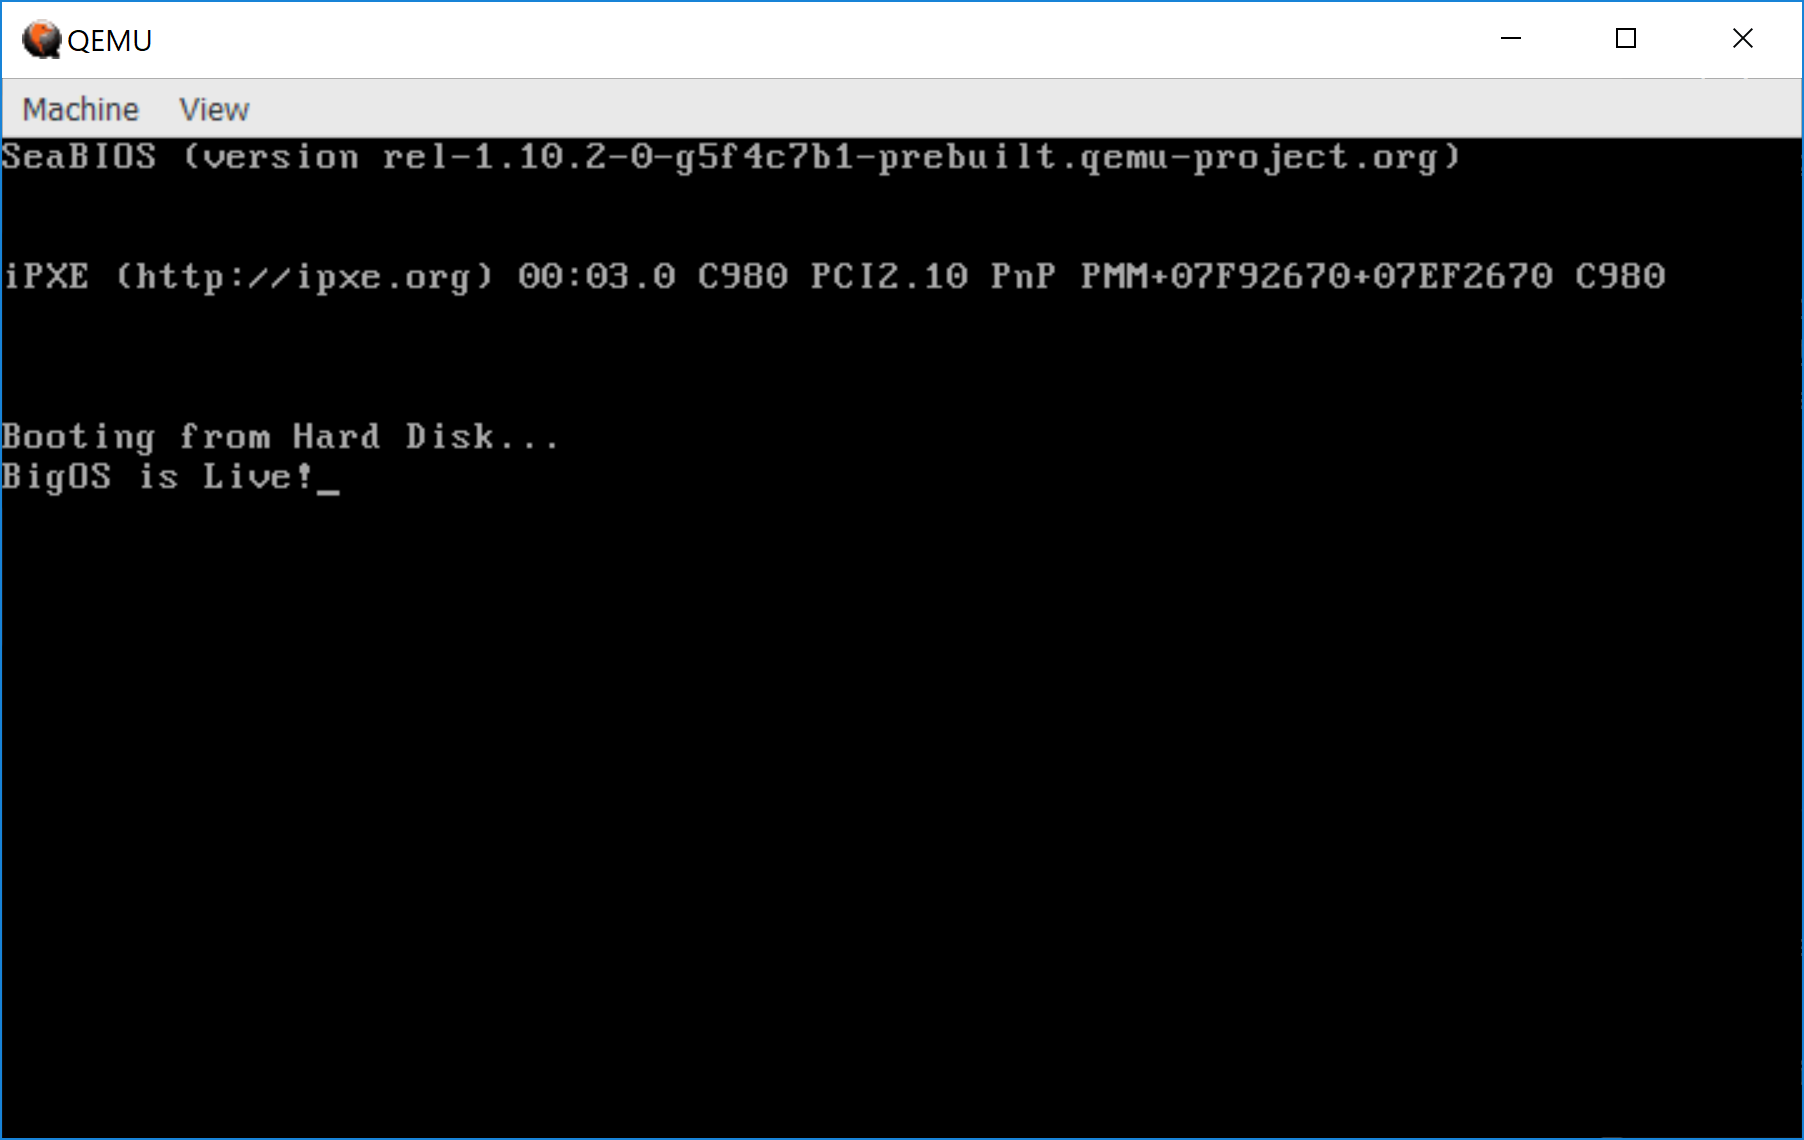 QEMU
Machine View
SeaBIOS (version rel-1.10.2-0-g5f4c7b1-prebuilt.qemu-project.org)
iPXE (http://ipxe.org) 00:03.0 C980 PCI2.10 PnP PMM+07F92670+07EF2670 C980
Booting from Hard Disk...
BigOS is Live!_